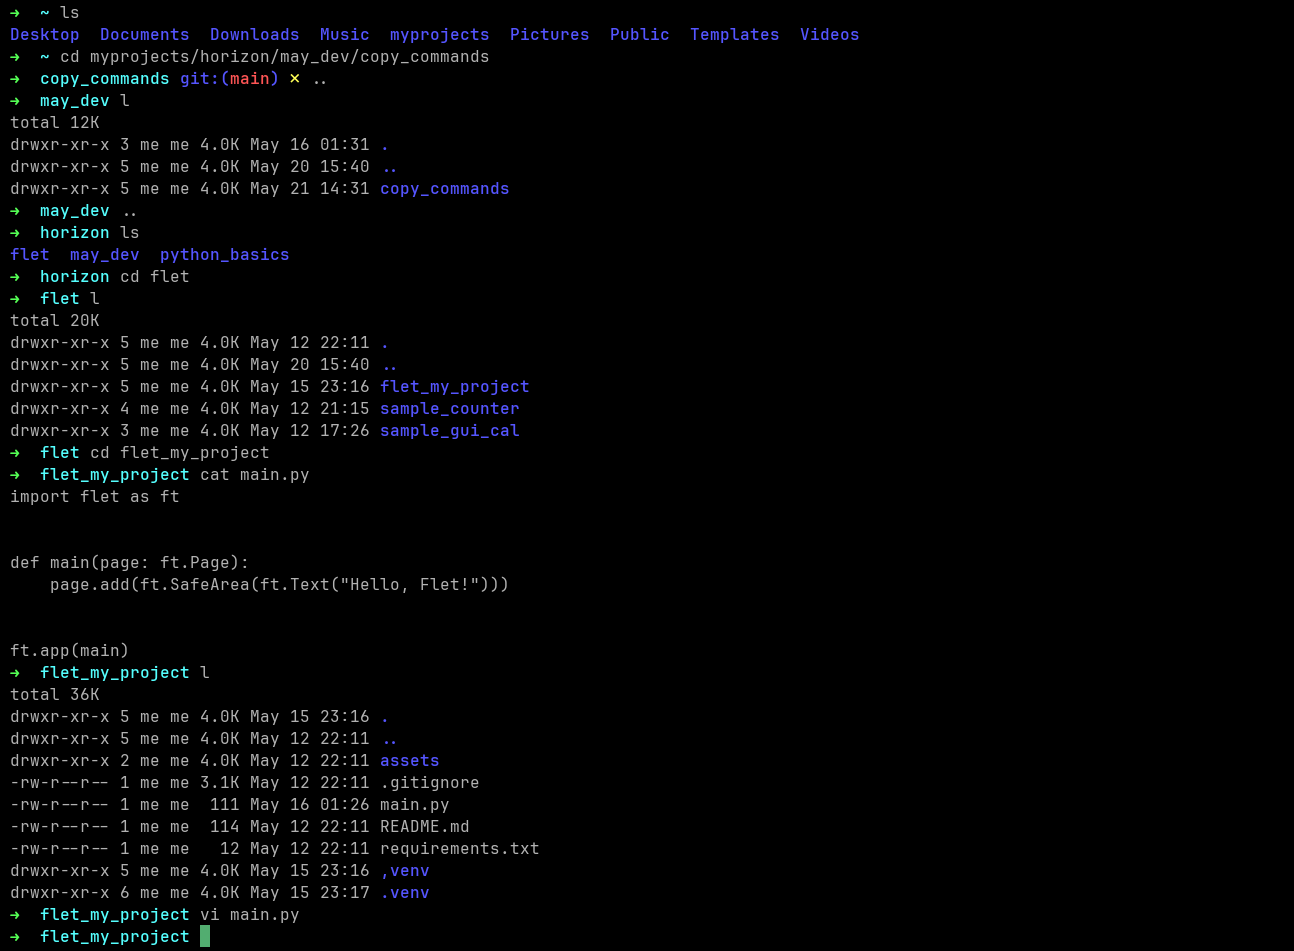 ➜  ~ ls
Desktop  Documents  Downloads  Music  myprojects  Pictures  Public  Templates  Videos
➜  ~ cd myprojects/horizon/may_dev/copy_commands
➜  copy_commands git:(main) ✗ ..
➜  may_dev l
total 12K
drwxr-xr-x 3 me me 4.0K May 16 01:31 .
drwxr-xr-x 5 me me 4.0K May 20 15:40 ..
drwxr-xr-x 5 me me 4.0K May 21 14:31 copy_commands
➜  may_dev ..
➜  horizon ls
flet  may_dev  python_basics
➜  horizon cd flet
➜  flet l
total 20K
drwxr-xr-x 5 me me 4.0K May 12 22:11 .
drwxr-xr-x 5 me me 4.0K May 20 15:40 ..
drwxr-xr-x 5 me me 4.0K May 15 23:16 flet_my_project
drwxr-xr-x 4 me me 4.0K May 12 21:15 sample_counter
drwxr-xr-x 3 me me 4.0K May 12 17:26 sample_gui_cal
➜  flet cd flet_my_project
➜  flet_my_project cat main.py
import flet as ft
def main(page: ft.Page):
    page.add(ft.SafeArea(ft.Text("Hello, Flet!")))
ft.app(main)
➜  flet_my_project l
total 36K
drwxr-xr-x 5 me me 4.0K May 15 23:16 .
drwxr-xr-x 5 me me 4.0K May 12 22:11 ..
drwxr-xr-x 2 me me 4.0K May 12 22:11 assets
-rw-r--r-- 1 me me 3.1K May 12 22:11 .gitignore
-rw-r--r-- 1 me me  111 May 16 01:26 main.py
-rw-r--r-- 1 me me  114 May 12 22:11 README.md
-rw-r--r-- 1 me me   12 May 12 22:11 requirements.txt
drwxr-xr-x 5 me me 4.0K May 15 23:16 ,venv
drwxr-xr-x 6 me me 4.0K May 15 23:17 .venv
➜  flet_my_project vi main.py
➜  flet_my_project